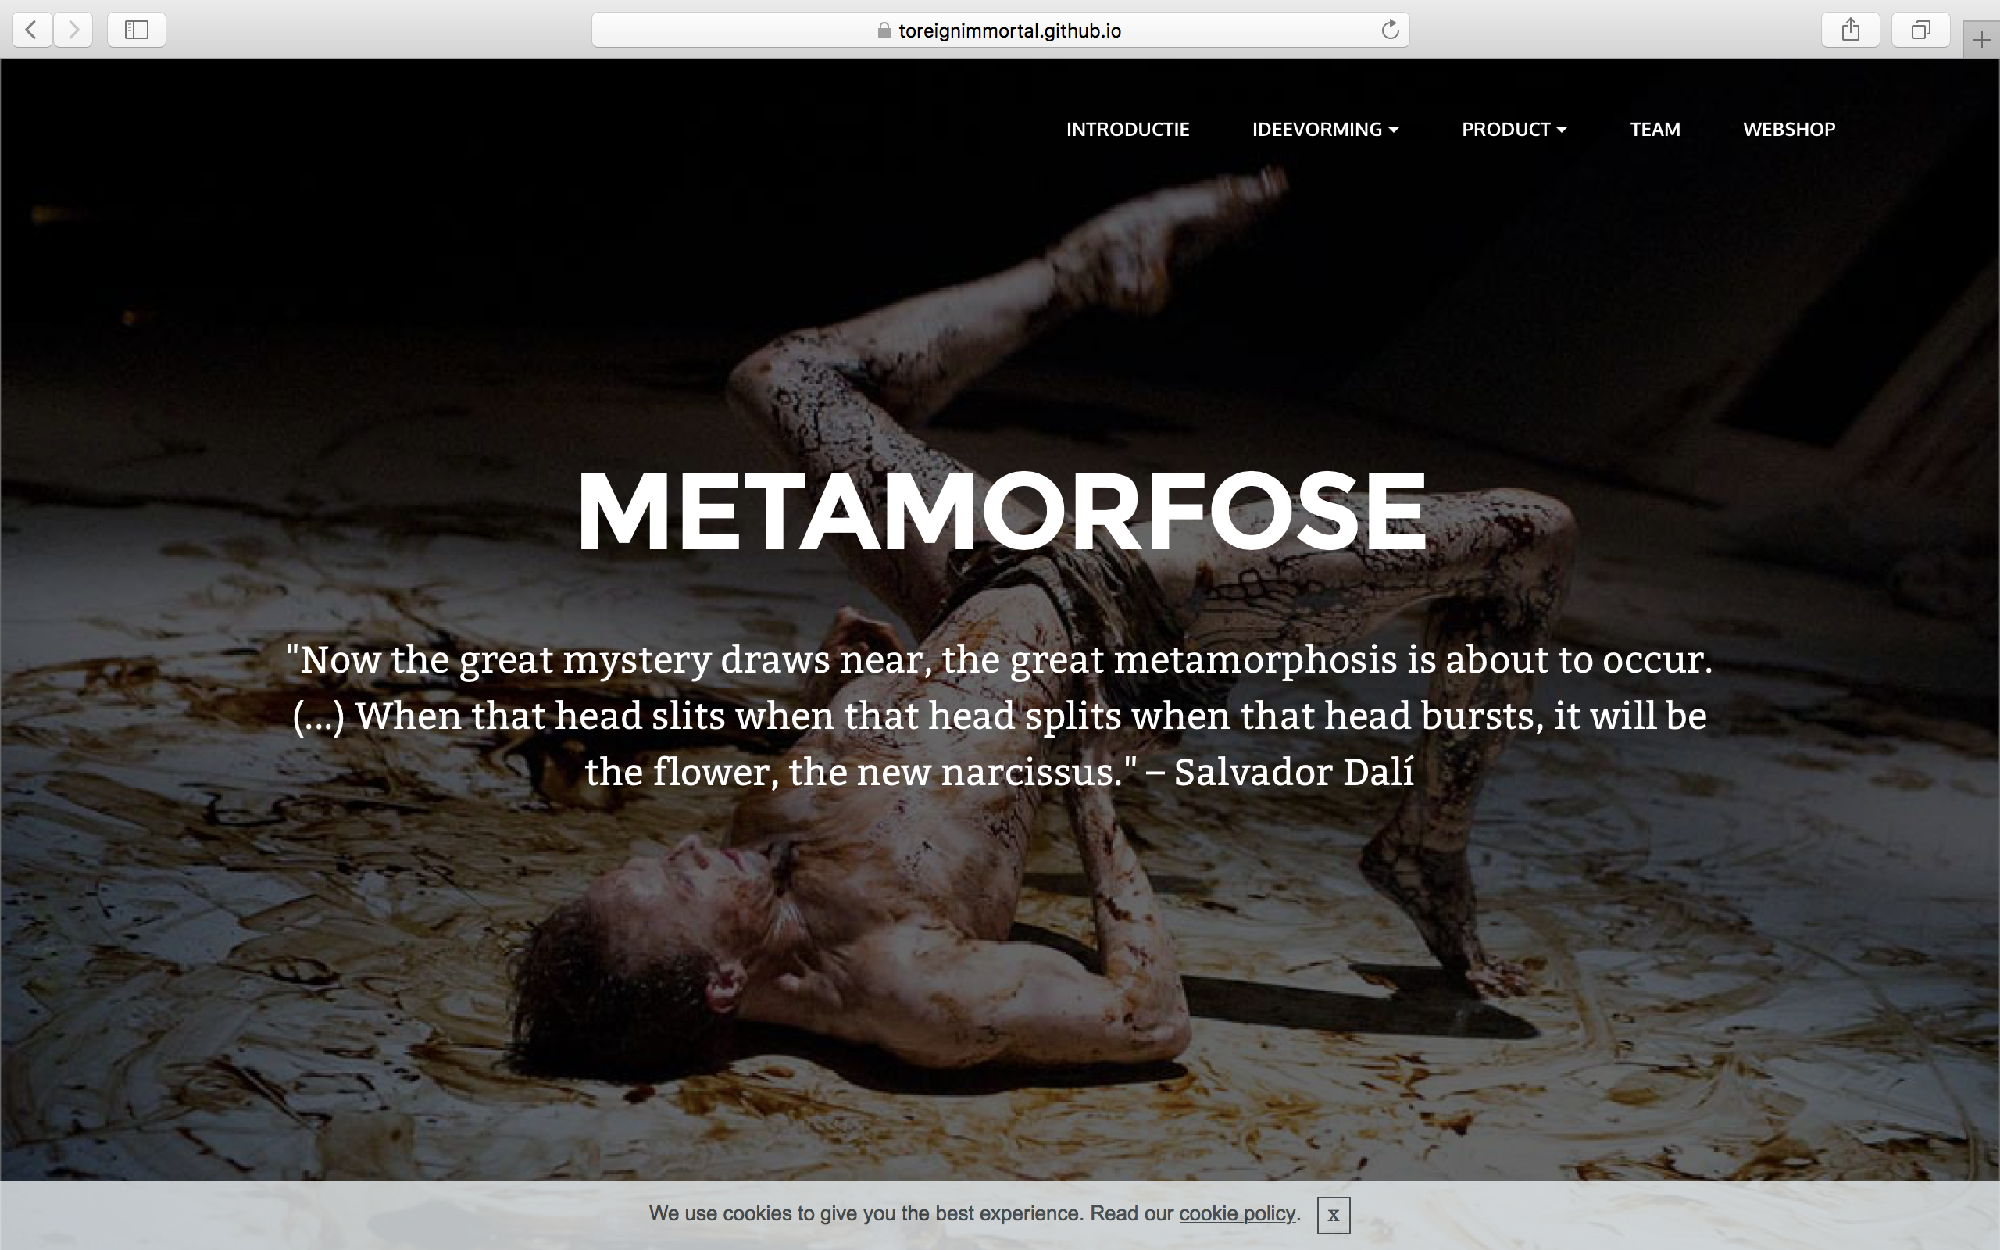 toreignimmortal.github.io
INTRODUCTIE IDEEVORMING PRODUCT TEAM WEBSHOP
METAMORFOSE
"Now the great mystery draws near, the great metamorphosis is about to occur.
(...) When that head slits when that head splits when that head bursts, it will be
the flower, the new narcissus." – Salvador Dalí
We use cookies to give you the best experience. Read our cookie policy. x